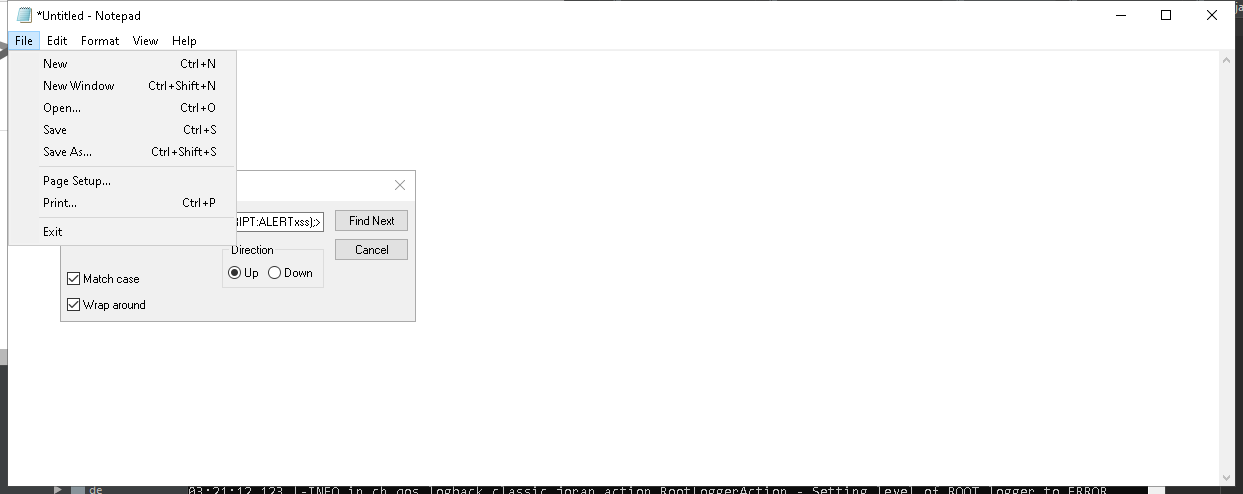 *Untitled - Notepad
File Edit Format View Help
New Ctrl+N
New Window Ctrl+Shift+N
Open... Ctrl+O
Save Ctrl+S
Save As... Ctrl+Shift+S
Page Setup...
Print... Ctrl+P
Exit
RIPT:ALERTxss);>
Find Next
Direction
Cancel
Up Down
Match case
Wrap around
de
03:21:12,123 |-INFO in ch.qos.logback.classic.joran.action.RootLoggerAction - Setting level of ROOT logger to ERROR